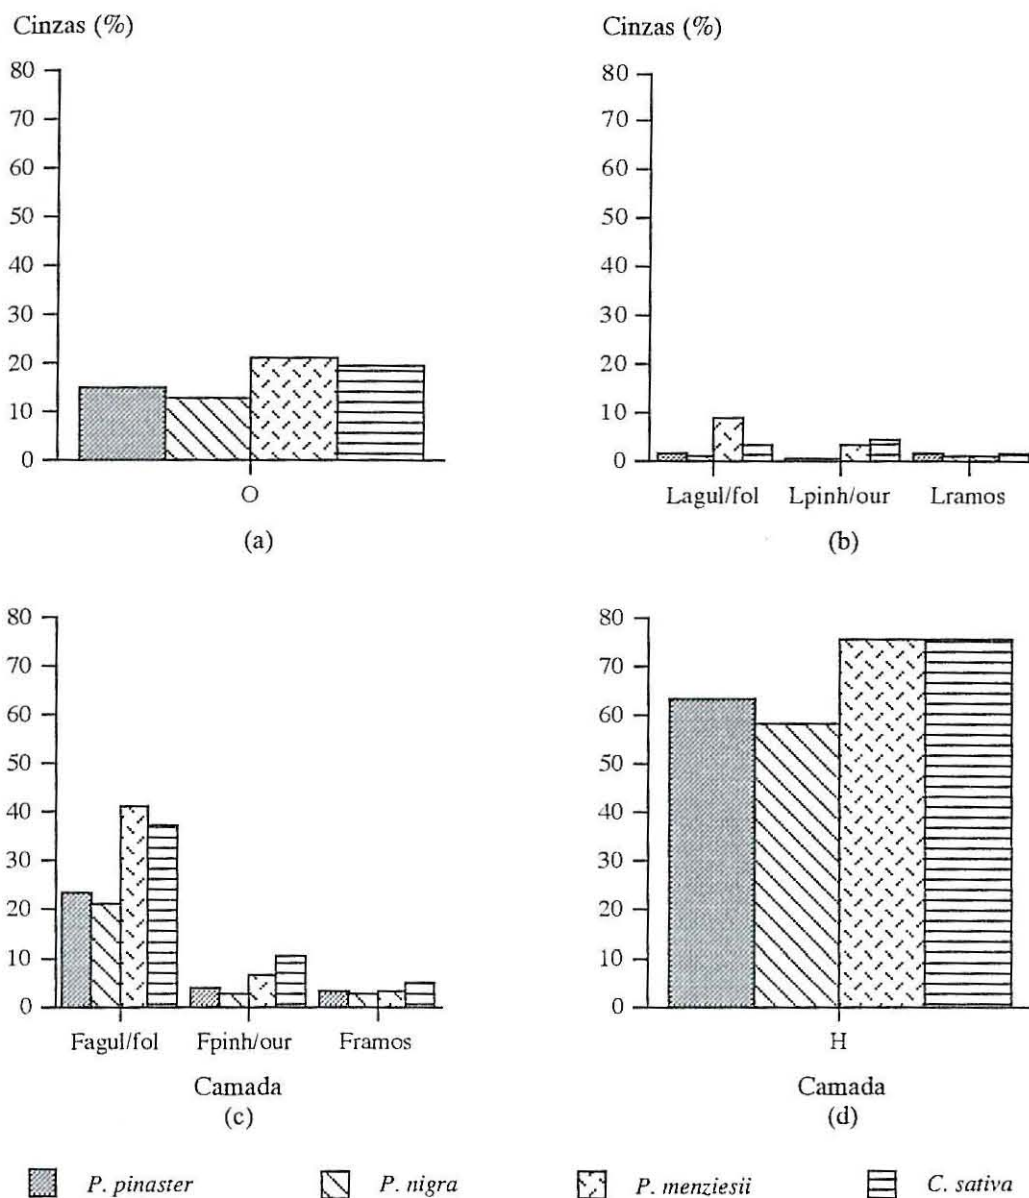 Cinzas (%)
80
70
60
50
40
30
20
10
0
O
(a)
Cinzas (%)
80
70
60
50
40
30
20
10
0
Lagul/fol Lpinh/our Lramos
(b)
80
70
60
50
40
30
20
10
0
Fagul/fol Fpinh/our Framos
Camada
(c)
80
70
60
50
40
30
20
10
0
H
Camada
(d)
P. pinaster P. nigra P. menziesii C. sativa